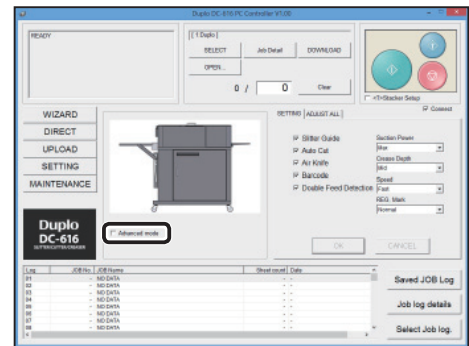 Duplo DC-616 PC Controller V1.00
READY
[ 1 Duplo ]
SELECT
Job Detail
DOWNLOAD
OPEN...
0 / 0
Clear
<T>Stacker Setup
Connect
WIZARD
DIRECT
UPLOAD
SETTING
MAINTENANCE
Duplo
DC-616
SLITTER/CUTTER/CREASER
Advanced mode
SETTING
ADJUST ALL
Slitter Guide
Auto Cut
Air Knife
Barcode
Double Feed Detection
Suction Power
Max
Crease Depth
Mid
Speed
Fast
REG. Mark
Normal
OK
CANCEL
Log JOB No. JOB Name Sheet count Date
01 - NO DATA - -
02 - NO DATA - -
03 - NO DATA - -
04 - NO DATA - -
05 - NO DATA - -
06 - NO DATA - -
07 - NO DATA - -
08 - NO DATA - -
Saved JOB Log
Job log details
Select Job log.